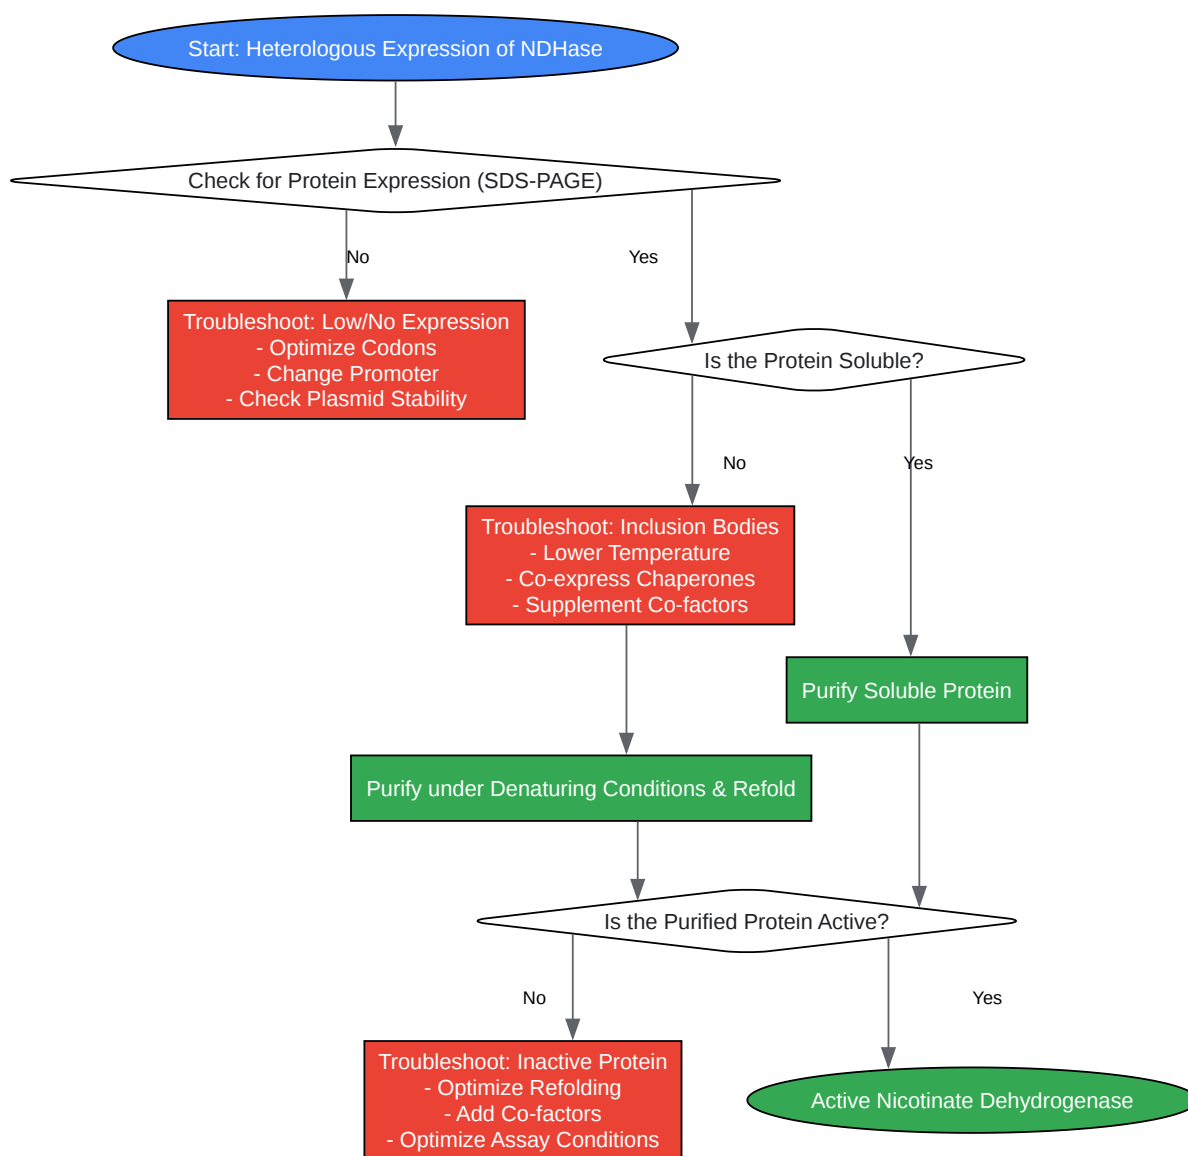 Start: Heterologous Expression of NDHase
Check for Protein Expression (SDS-PAGE)
No
Yes
Troubleshoot: Low/No Expression
- Optimize Codons
- Change Promoter
- Check Plasmid Stability
Is the Protein Soluble?
No
Yes
Troubleshoot: Inclusion Bodies
- Lower Temperature
- Co-express Chaperones
- Supplement Co-factors
Purify Soluble Protein
Purify under Denaturing Conditions & Refold
Is the Purified Protein Active?
No
Yes
Troubleshoot: Inactive Protein
- Optimize Refolding
- Add Co-factors
- Optimize Assay Conditions
Active Nicotinate Dehydrogenase